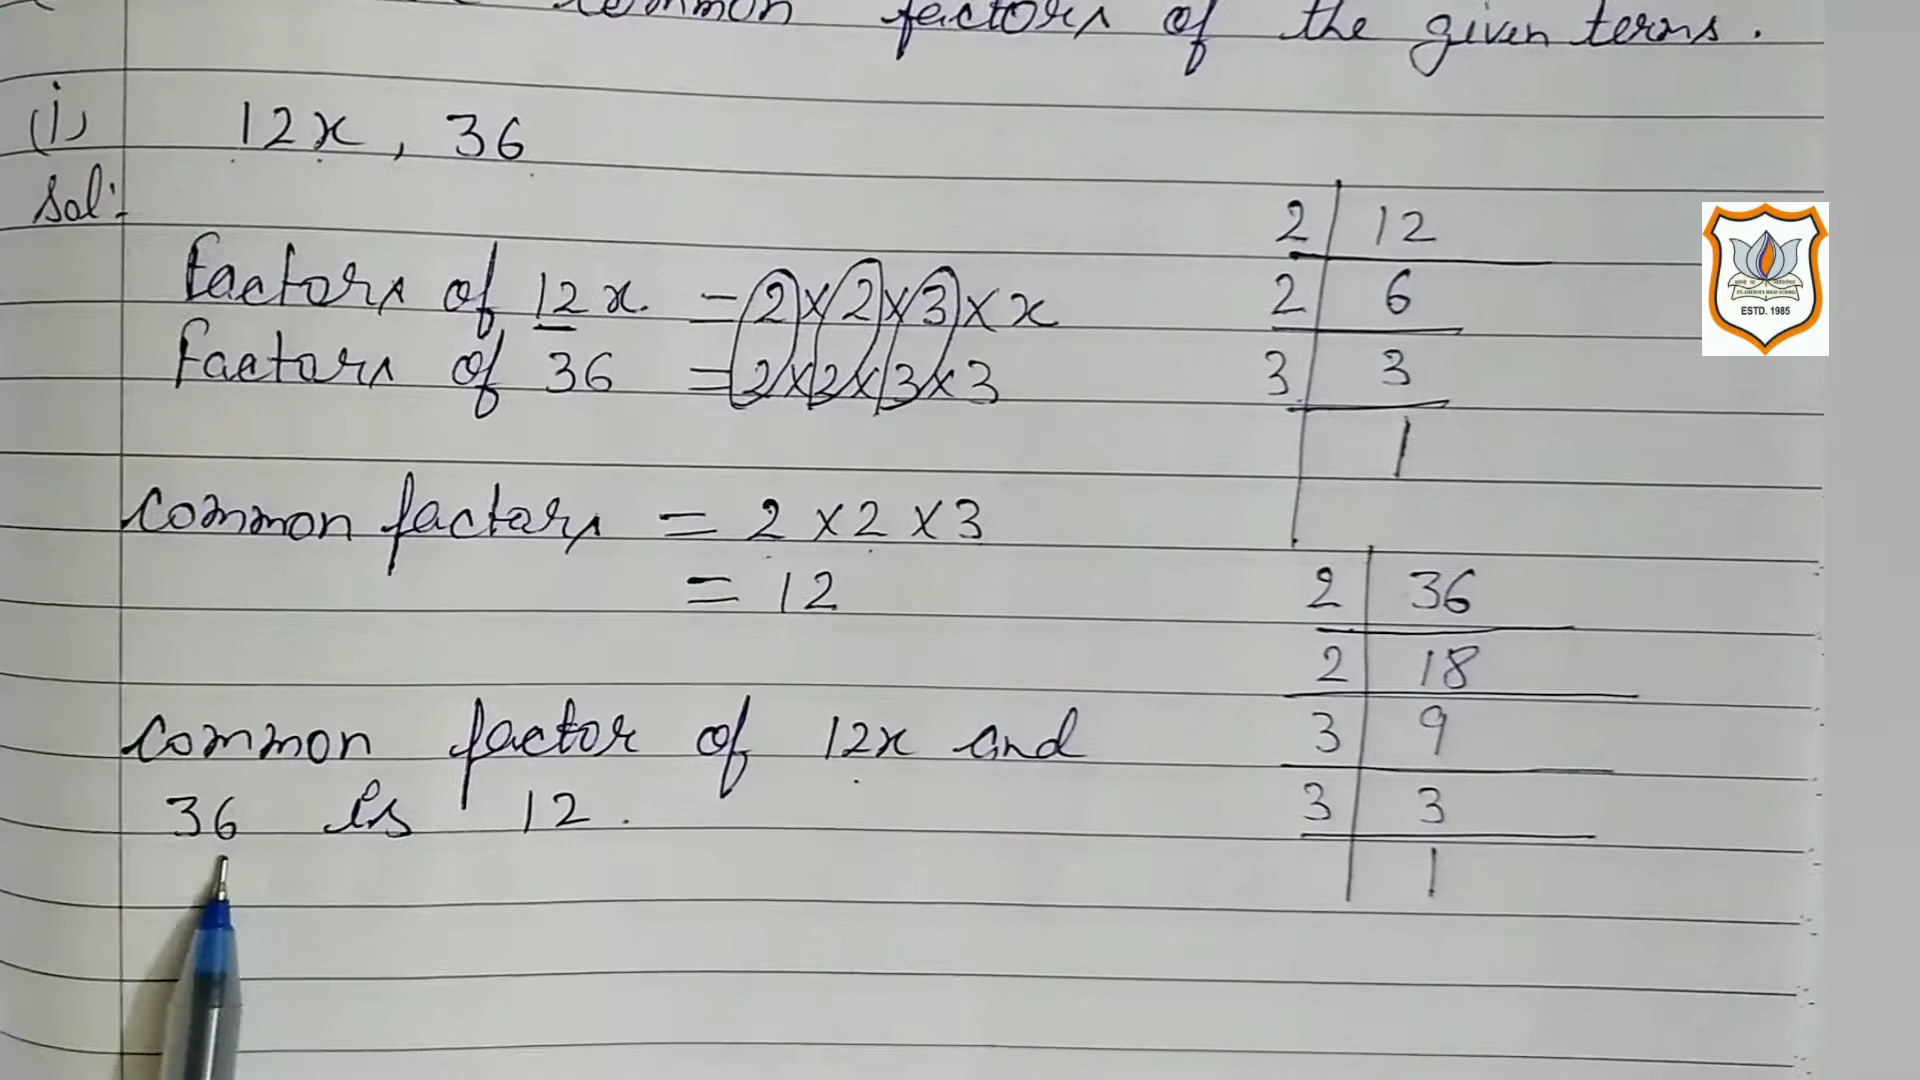 common factors of the given terms.
(i) 12x, 36
Sol:
Factors of 12x = 2×2×3×x
Factors of 36 = 2×2×3×3
common factors = 2×2×3
= 12
common factor of 12x and
36 is 12.
2 | 12
2 | 6
3 | 3
1
2 | 36
2 | 18
3 | 9
3 | 3
1
ESTD. 1985